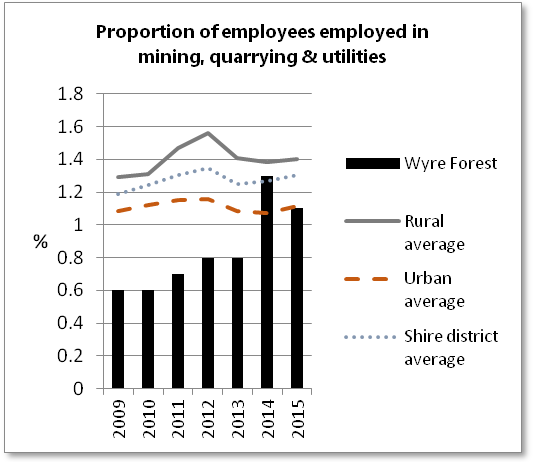 Proportion of employees employed in
mining, quarrying & utilities
1.8
1.6
1.4
1.2
1
0.8
0.6
0.4
0.2
0
%
2009
2010
2011
2012
2013
2014
2015
Wyre Forest
Rural
average
Urban
average
Shire district
average